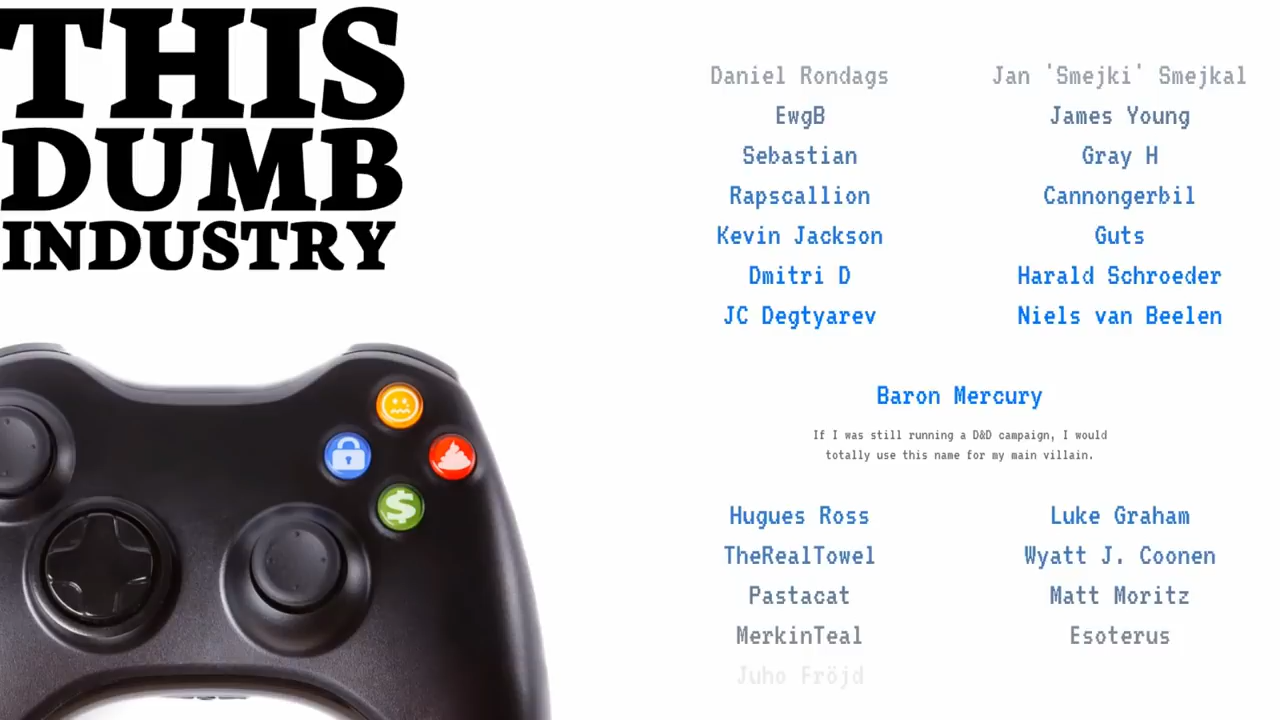 THIS
DUMB
INDUSTRY
Daniel Rondags Jan 'Smejki' Smejkal
EwgB James Young
Sebastian Gray H
Rapscallion Cannongerbil
Kevin Jackson Guts
Dmitri D Harald Schroeder
JC Degtyarev Niels van Beelen
Baron Mercury
If I was still running a D&D campaign, I would
totally use this name for my main villain.
Hugues Ross Luke Graham
TheRealTowel Wyatt J. Coonen
Pastacat Matt Moritz
MerkinTeal Esoterus
Juho Fröjd
$